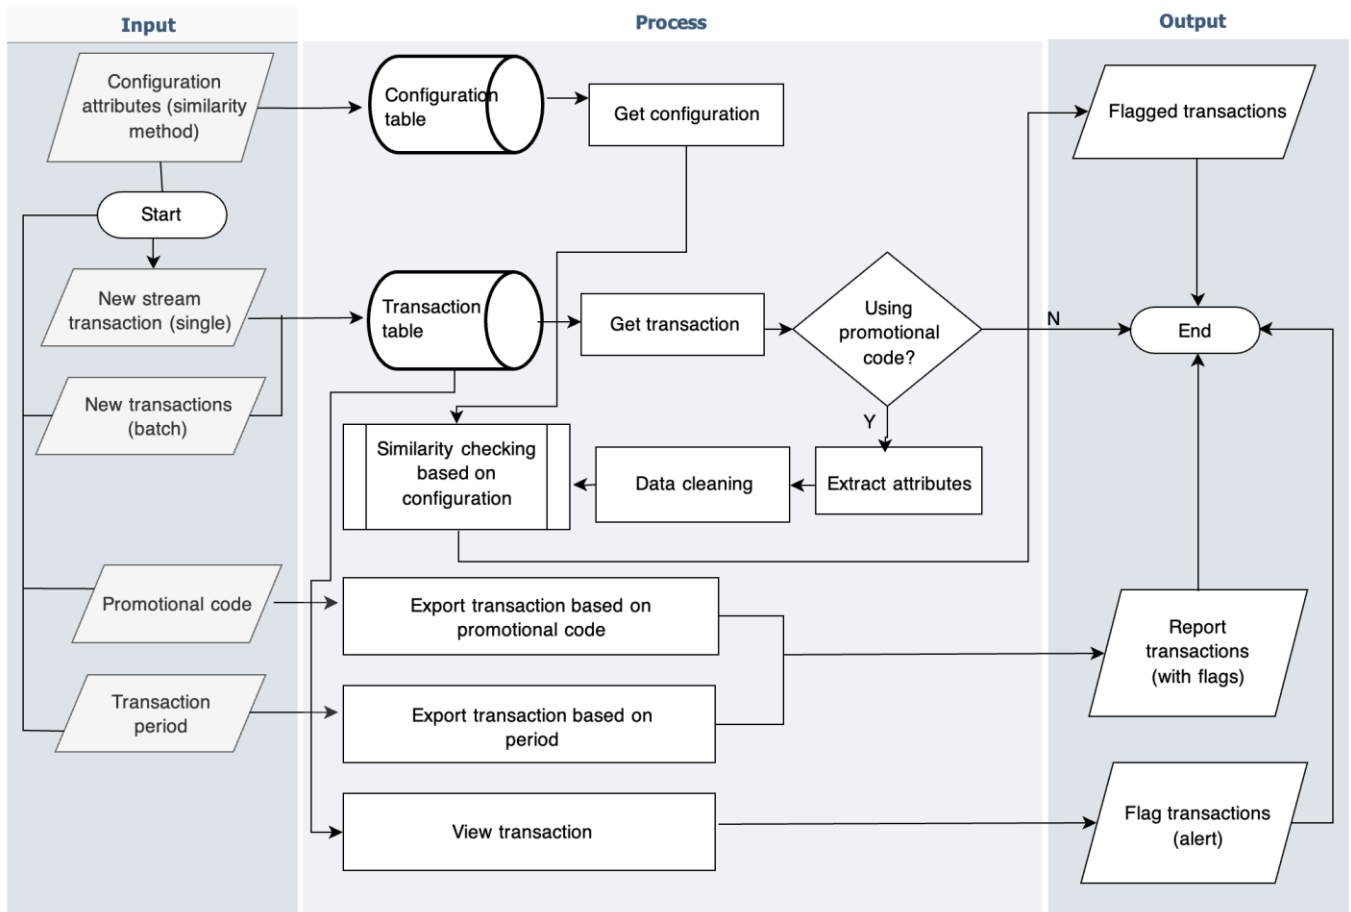 Input
Process
Output
Configuration
attributes (similarity
method)
Configuration
table
Get configuration
Flagged transactions
Start
New stream
transaction (single)
Transaction
table
Get transaction
Using
promotional
code?
N
End
New transactions
(batch)
Y
Similarity checking
based on
configuration
Data cleaning
Extract attributes
Promotional code
Export transaction based on
promotional code
Report
transactions
(with flags)
Transaction
period
Export transaction based on
period
View transaction
Flag transactions
(alert)